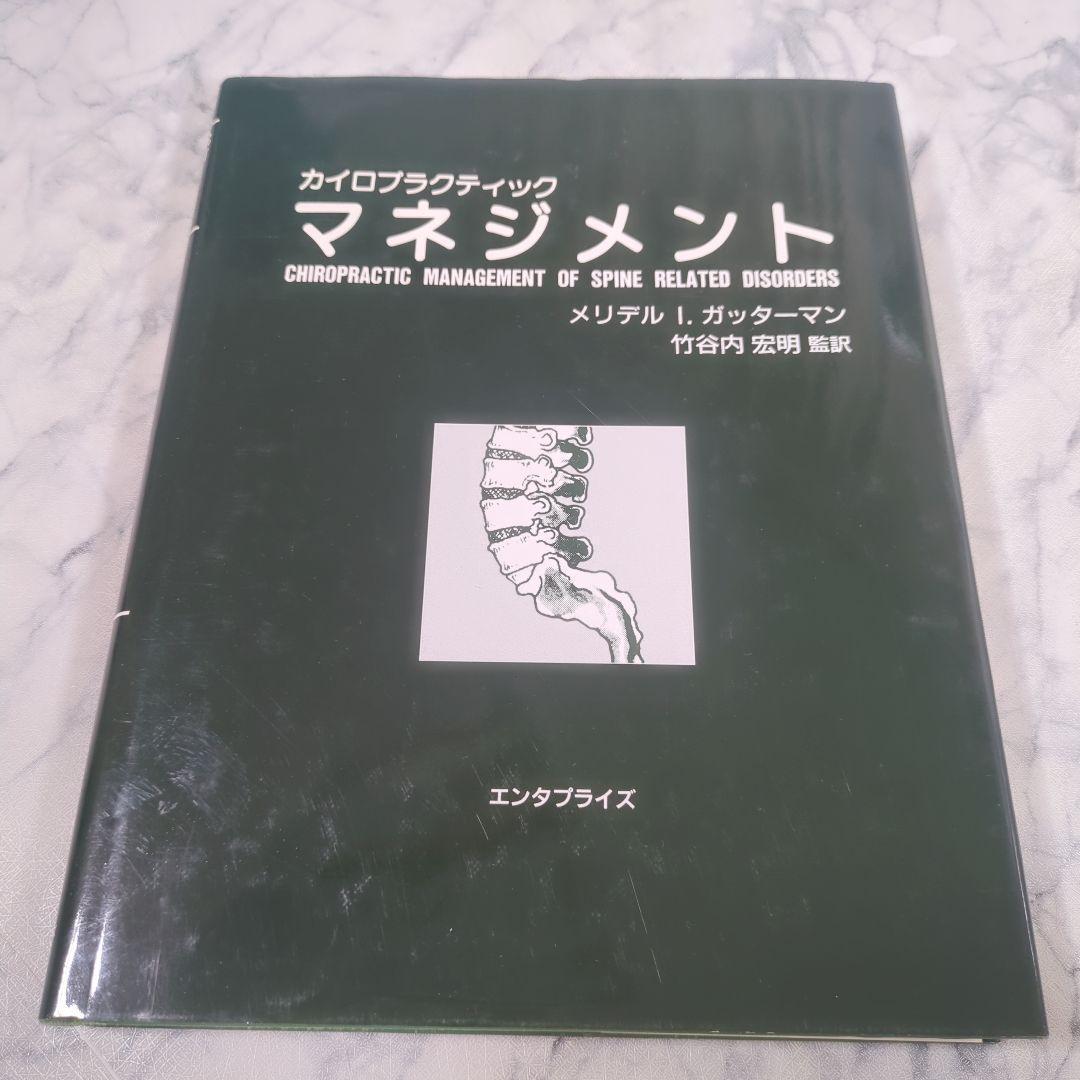 カイロプラクティック
マネジメント
CHIROPRACTIC MANAGEMENT OF SPINE RELATED DISORDERS
メリデル I. ガッターマン
竹谷内 宏明 監訳
エンタプライズ